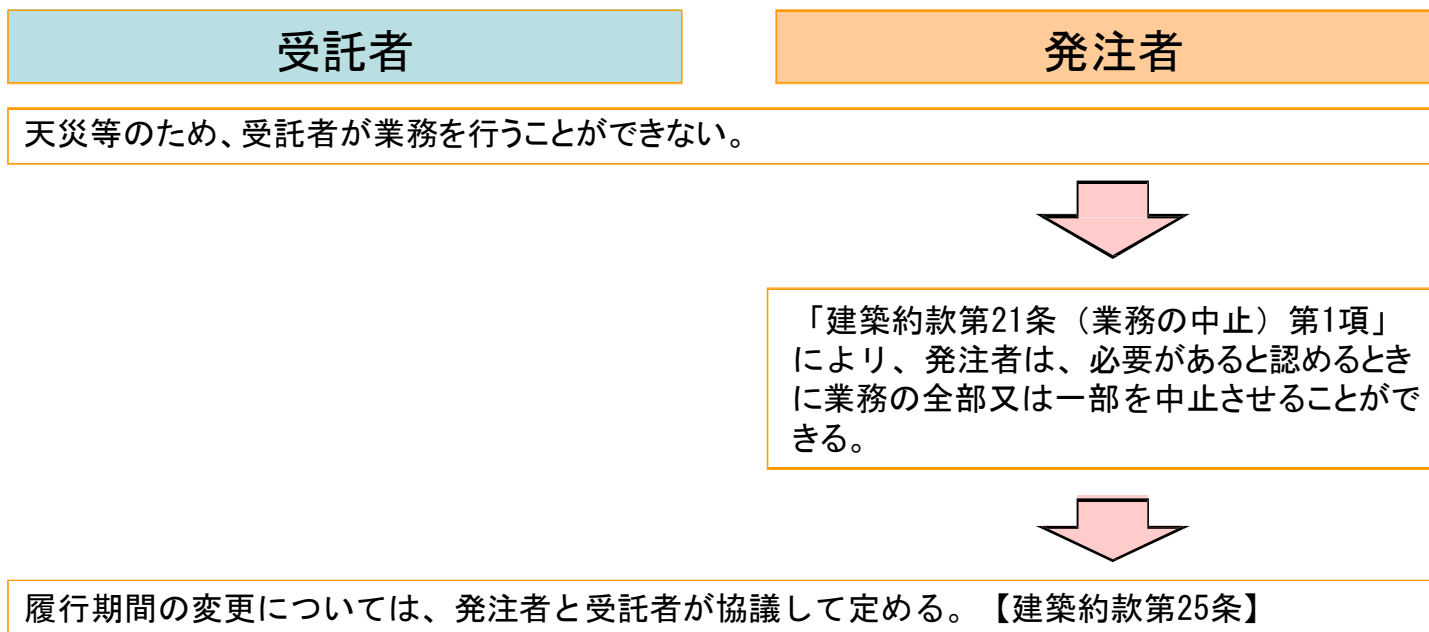 受託者
発注者
天災等のため、受託者が業務を行うことができない。
「建築約款第21条（業務の中止）第1項」
により、発注者は、必要があると認めるとき
に業務の全部又は一部を中止させることがで
きる。
履行期間の変更については、発注者と受託者が協議して定める。【建築約款第25条】